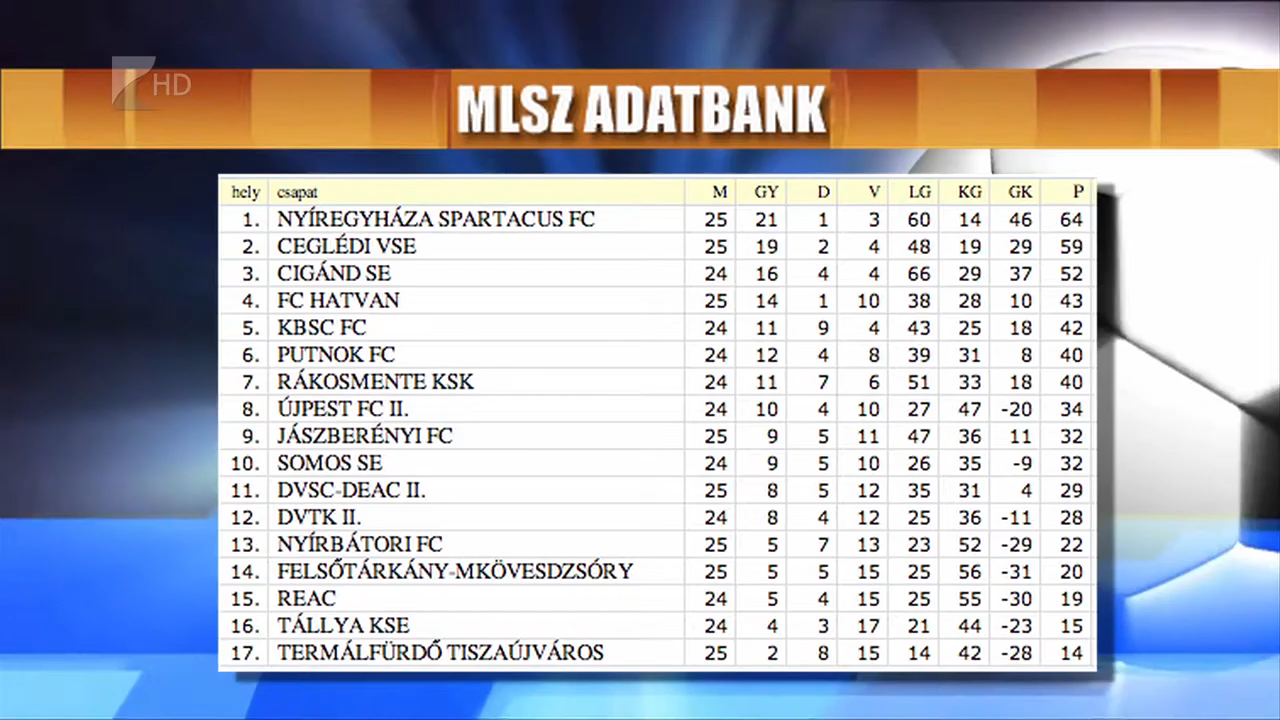 HD
MLSZ ADATBANK
hely csapat M GY D V LG KG GK P
1. NYÍREGYHÁZA SPARTACUS FC 25 21 1 3 60 14 46 64
2. CEGLÉDI VSE 25 19 2 4 48 19 29 59
3. CIGÁND SE 24 16 4 4 66 29 37 52
4. FC HATVAN 25 14 1 10 38 28 10 43
5. KBSC FC 24 11 9 4 43 25 18 42
6. PUTNOK FC 24 12 4 8 39 31 8 40
7. RÁKOSMENTE KSK 24 11 7 6 51 33 18 40
8. ÚJPEST FC II. 24 10 4 10 27 47 -20 34
9. JÁSZBERÉNYI FC 25 9 5 11 47 36 11 32
10. SOMOS SE 24 9 5 10 26 35 -9 32
11. DVSC-DEAC II. 25 8 5 12 35 31 4 29
12. DVTK II. 24 8 4 12 25 36 -11 28
13. NYÍRBÁTORI FC 25 5 7 13 23 52 -29 22
14. FELSŐTÁRKÁNY-MKÖVESDZSÓRY 25 5 5 15 25 56 -31 20
15. REAC 24 5 4 15 25 55 -30 19
16. TÁLLYA KSE 24 4 3 17 21 44 -23 15
17. TERMÁLFÜRDŐ TISZAÚJVÁROS 25 2 8 15 14 42 -28 14